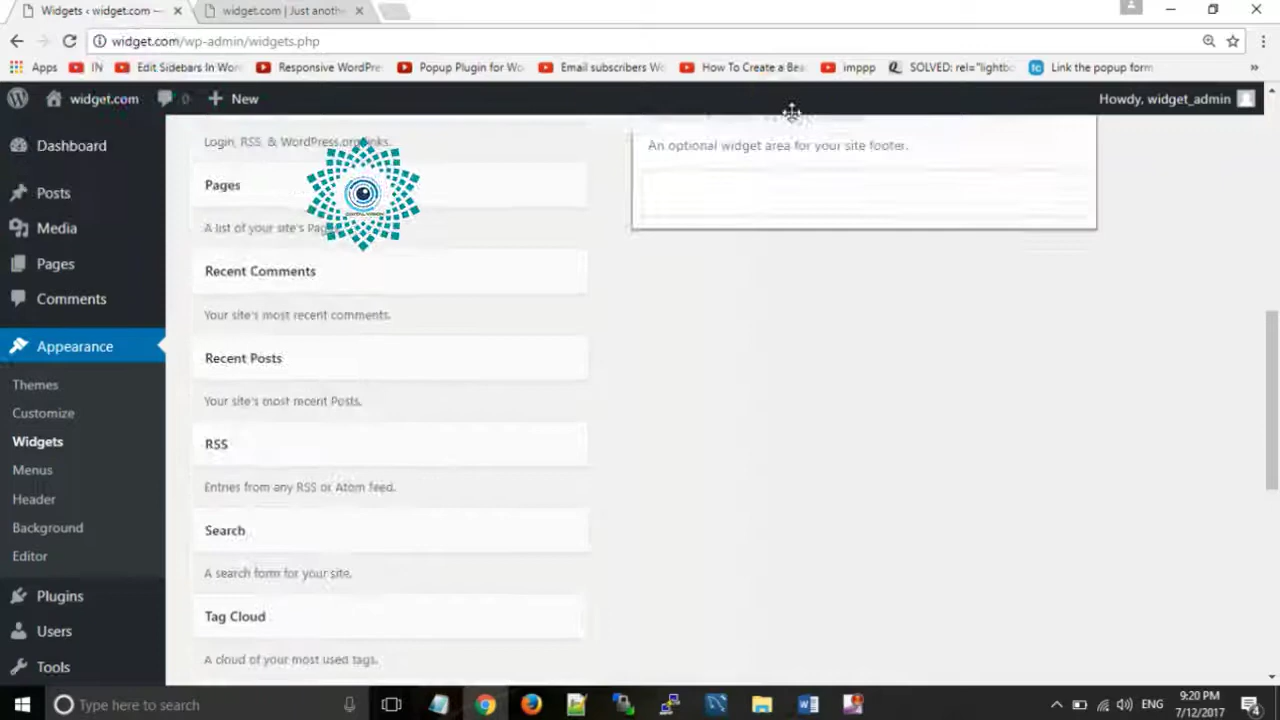 Widgets ‹ widget.com —
widget.com | Just anoth
widget.com/wp-admin/widgets.php
Apps
IN
Edit Sidebars In Wor
Responsive WordPre
Popup Plugin for Wo
Email subscribers Wo
How To Create a Bea
imppp
SOLVED: rel="lightb
Link the popup form
»
widget.com
0
New
Howdy, widget_admin
Dashboard
Posts
Media
Pages
Comments
Appearance
Themes
Customize
Widgets
Menus
Header
Background
Editor
Plugins
Users
Tools
Login, RSS, & WordPress.org links.
Pages
A list of your site's Pages.
Recent Comments
Your site's most recent comments.
Recent Posts
Your site's most recent Posts.
RSS
Entries from any RSS or Atom feed.
Search
A search form for your site.
Tag Cloud
A cloud of your most used tags.
An optional widget area for your site footer.
Type here to search
ENG
9:20 PM
7/12/2017
4